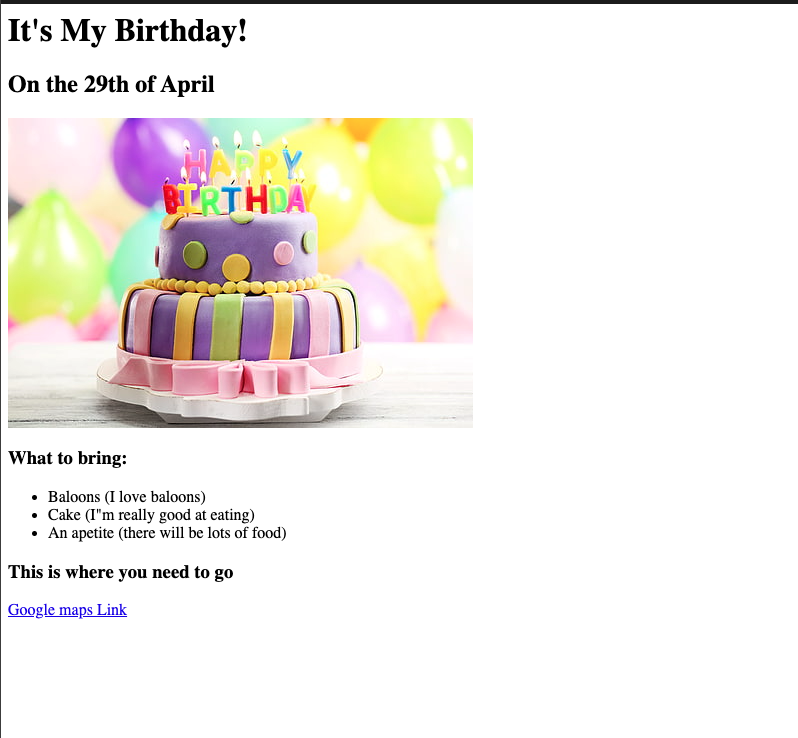 It's My Birthday!
On the 29th of April
HAPPY
BIRTHDAY
What to bring:
Baloons (I love baloons)
Cake (I"m really good at eating)
An apetite (there will be lots of food)
This is where you need to go
Google maps Link